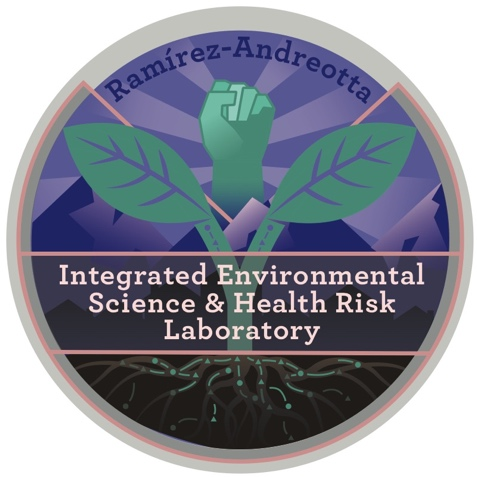 Ramírez-Andreotta
Integrated Environmental
Science & Health Risk
Laboratory